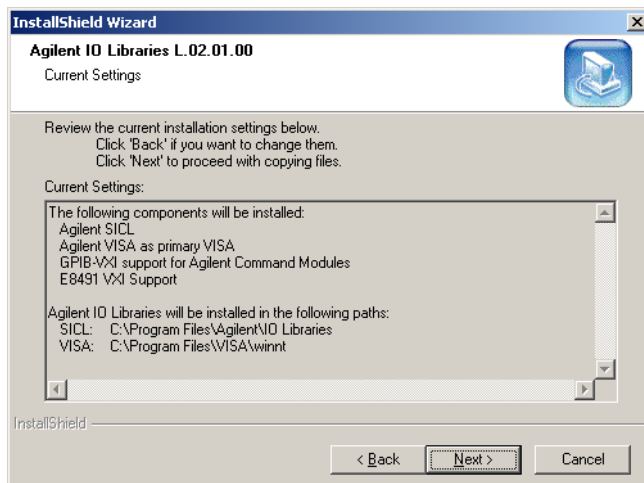 InstallShield Wizard
Agilent IO Libraries L.02.01.00
Current Settings
Review the current installation settings below.
Click 'Back' if you want to change them.
Click 'Next' to proceed with copying files.
Current Settings:
The following components will be installed:
Agilent SICL
Agilent VISA as primary VISA
GPIB-VXI support for Agilent Command Modules
E8491 VXI Support
Agilent IO Libraries will be installed in the following paths:
SICL: C:\Program Files\Agilent\IO Libraries
VISA: C:\Program Files\VISA\winnt
InstallShield
< Back
Next >
Cancel